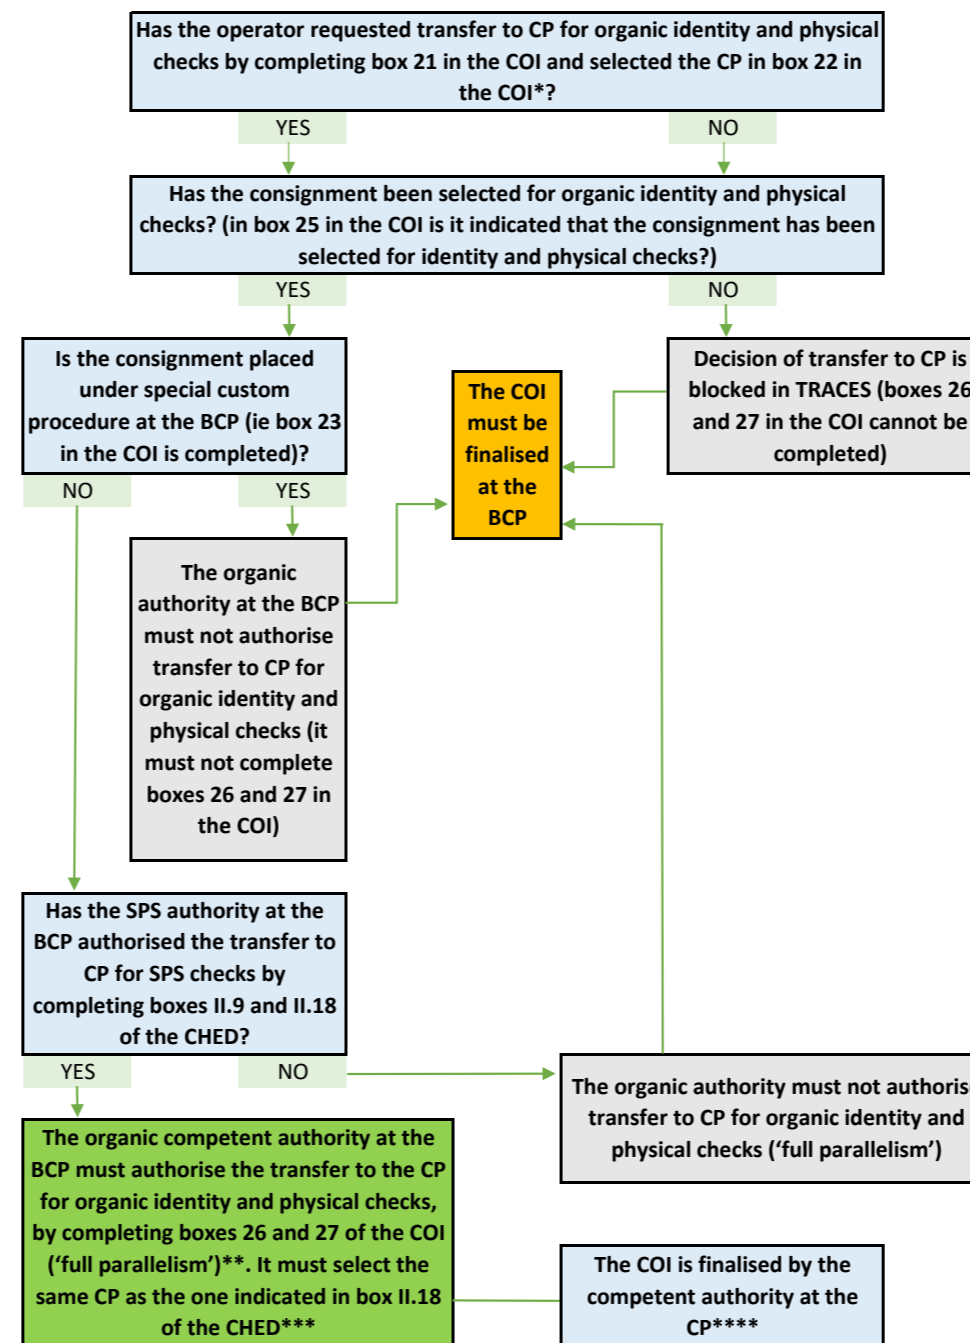 Has the operator requested transfer to CP for organic identity and physical
checks by completing box 21 in the COI and selected the CP in box 22 in
the COI*?
YES
NO
Has the consignment been selected for organic identity and physical
checks? (in box 25 in the COI is it indicated that the consignment has been
selected for identity and physical checks?)
YES
NO
Is the consignment placed
under special custom
procedure at the BCP (ie box 23
in the COI is completed)?
The COI
must be
finalised
at the
BCP
Decision of transfer to CP is
blocked in TRACES (boxes 26
and 27 in the COI cannot be
completed)
NO
YES
The organic
authority at the BCP
must not authorise
transfer to CP for
organic identity and
physical checks (it
must not complete
boxes 26 and 27 in
the COI)
Has the SPS authority at the
BCP authorised the transfer to
CP for SPS checks by
completing boxes II.9 and II.18
of the CHED?
YES
NO
The organic authority must not authorise
transfer to CP for organic identity and
physical checks (‘full parallelism’)
The organic competent authority at the
BCP must authorise the transfer to the CP
for organic identity and physical checks,
by completing boxes 26 and 27 of the COI
(‘full parallelism’)**. It must select the
same CP as the one indicated in box II.18
of the CHED***
The COI is finalised by the
competent authority at the
CP****